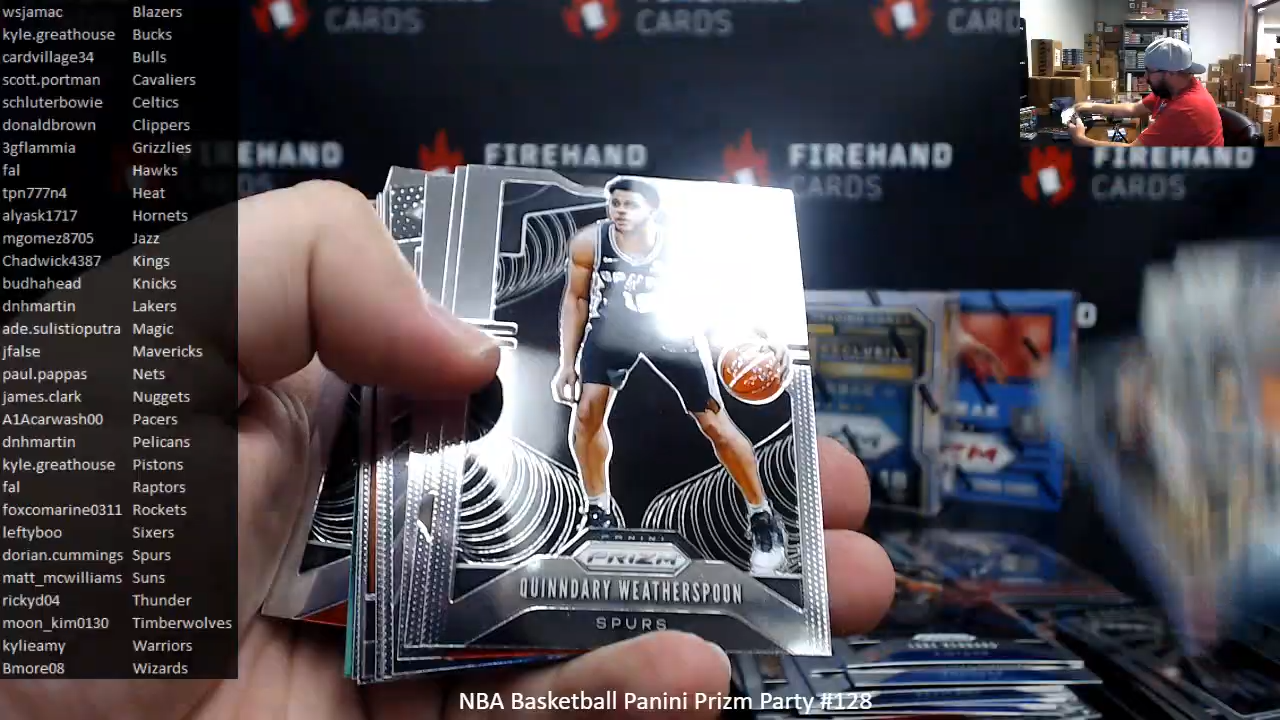 wsjamac Blazers
kyle.greathouse Bucks
cardvillage34 Bulls
scott.portman Cavaliers
schluterbowie Celtics
donaldbrown Clippers
3gflammia Grizzlies
fal Hawks
tpn777n4 Heat
alyask1717 Hornets
mgomez8705 Jazz
Chadwick4387 Kings
budhahead Knicks
dnhmartin Lakers
ade.sulistioputra Magic
jfalse Mavericks
paul.pappas Nets
james.clark Nuggets
A1Acarwash00 Pacers
dnhmartin Pelicans
kyle.greathouse Pistons
fal Raptors
foxcomarine0311 Rockets
leftyboo Sixers
dorian.cummings Spurs
matt_mcwilliams Suns
rickyd04 Thunder
moon_kim0130 Timberwolves
kylieamy Warriors
Bmore08 Wizards
FIREHAND
CARDS
FIREHAND
CARDS
FIREHAND
CARDS
CARDS
CARDS
PANINI
PRIZM
QUINNDARY WEATHERSPOON
SPURS
NBA Basketball Panini Prizm Party #128